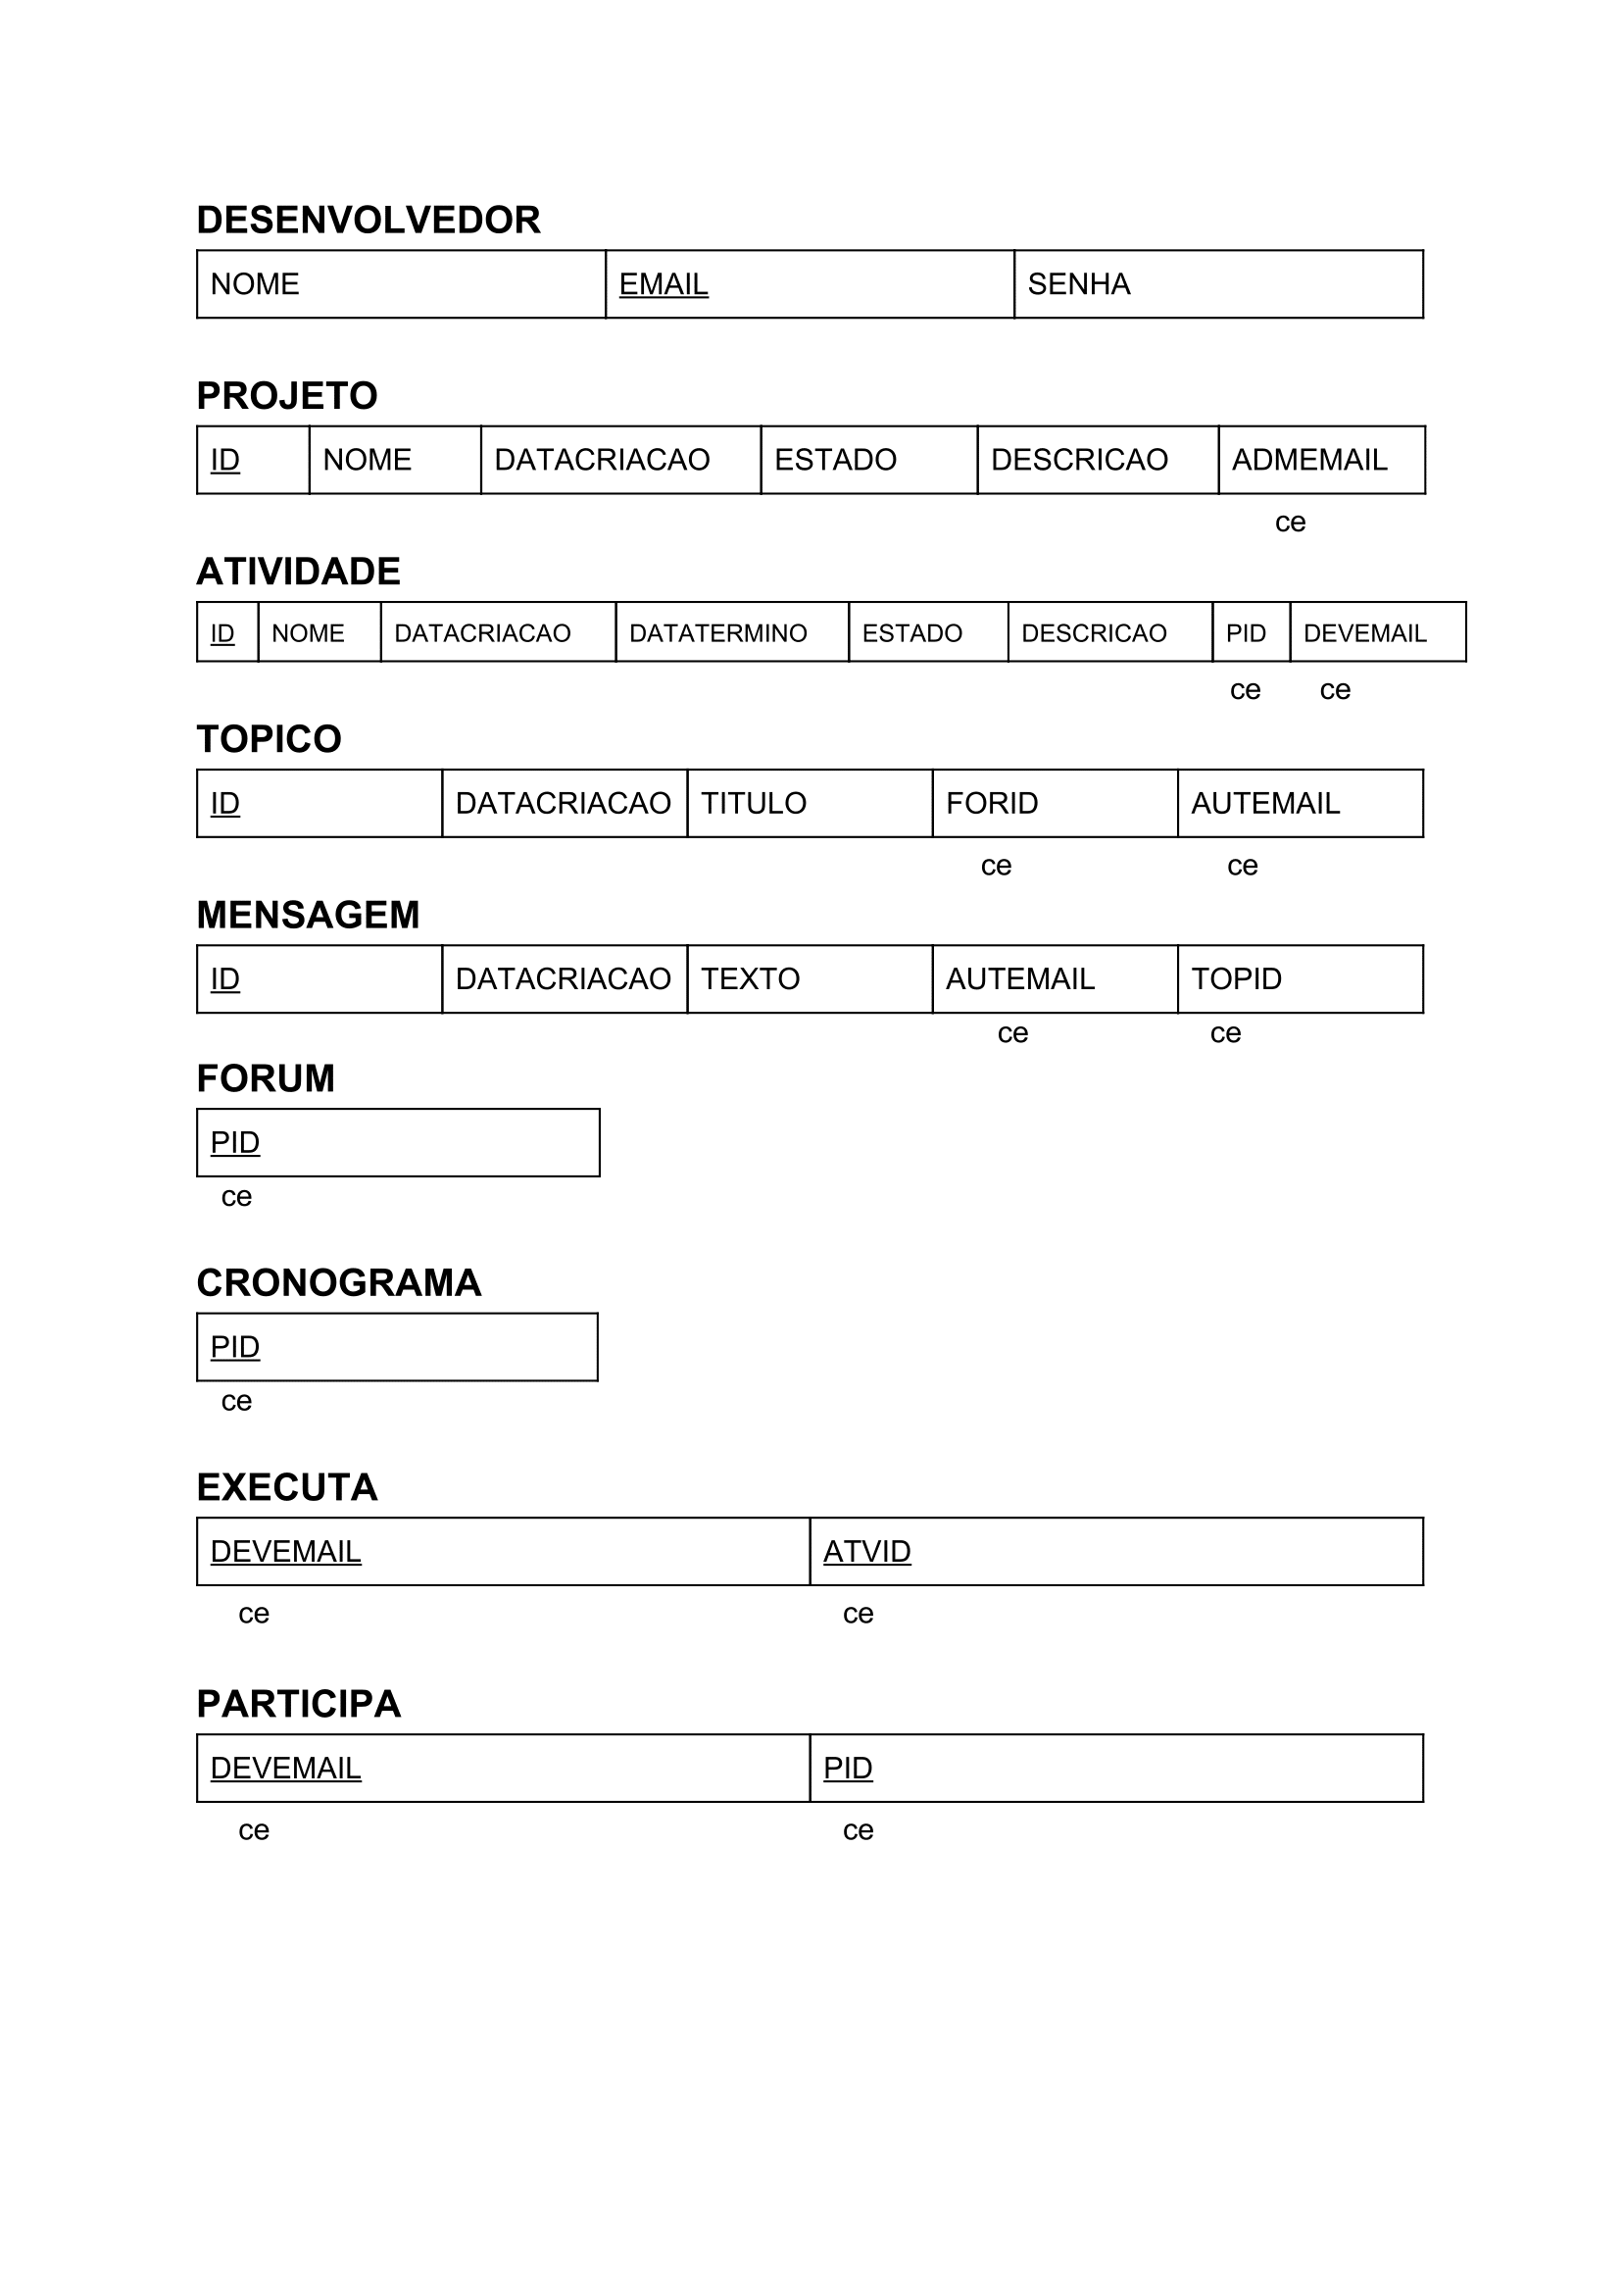 DESENVOLVEDOR
NOME EMAIL SENHA
PROJETO
ID NOME DATACRIACAO ESTADO DESCRICAO ADMEMAIL
ce
ATIVIDADE
ID NOME DATACRIACAO DATATERMINO ESTADO DESCRICAO PID DEVEMAIL
ce ce
TOPICO
ID DATACRIACAO TITULO FORID AUTEMAIL
ce ce
MENSAGEM
ID DATACRIACAO TEXTO AUTEMAIL TOPID
ce ce
FORUM
PID
ce
CRONOGRAMA
PID
ce
EXECUTA
DEVEMAIL ATVID
ce ce
PARTICIPA
DEVEMAIL PID
ce ce